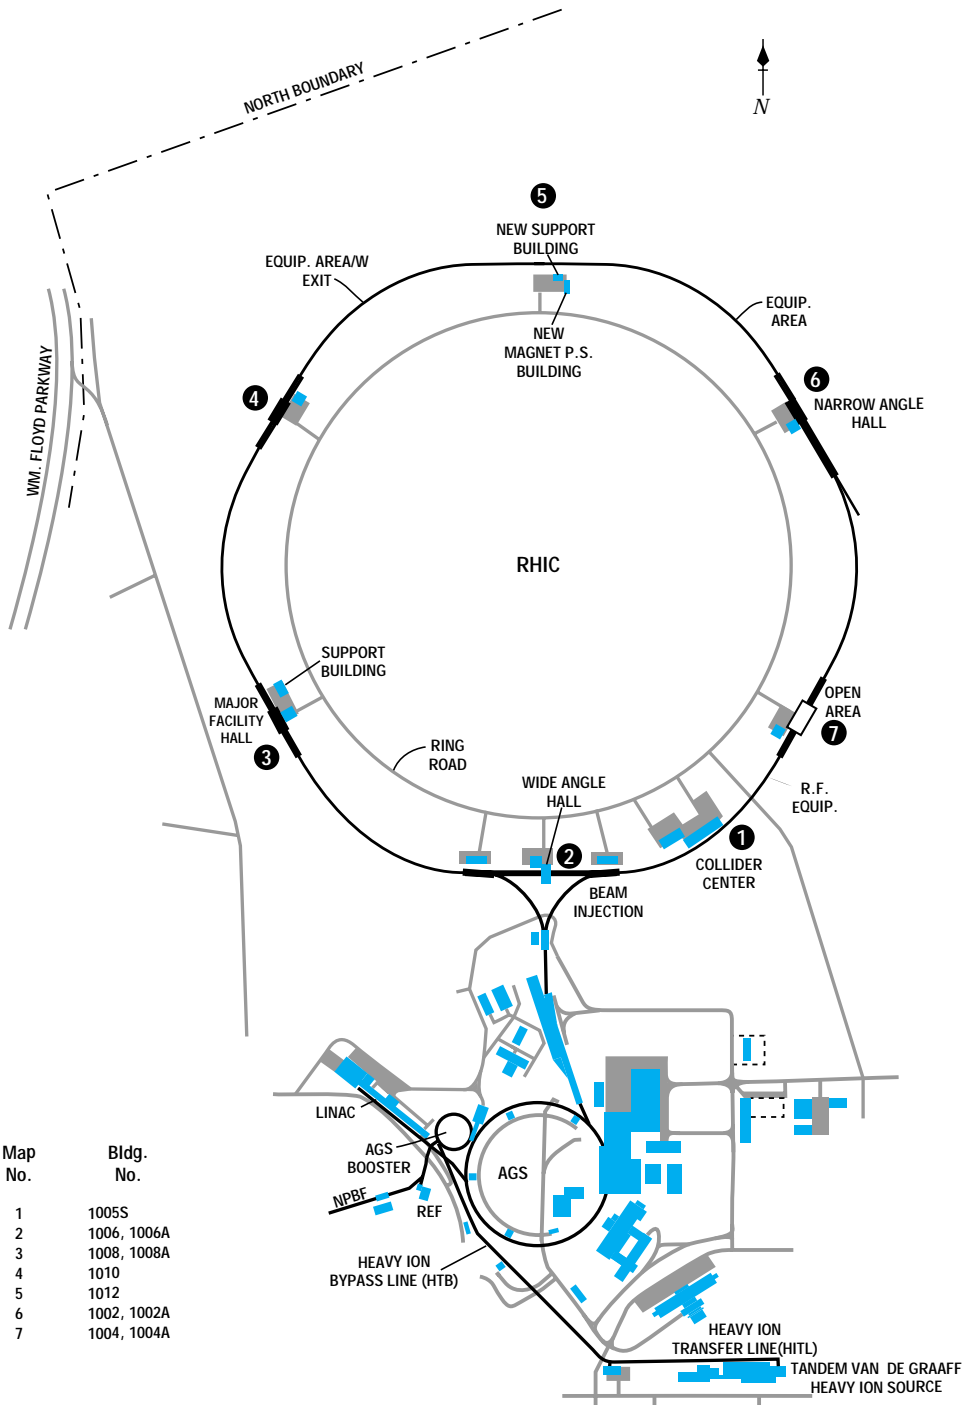 NORTH BOUNDARY
N
5
NEW SUPPORT
BUILDING
EQUIP. AREA/W
EXIT
EQUIP.
AREA
NEW
MAGNET P.S.
BUILDING
WM. FLOYD PARKWAY
4
6
NARROW ANGLE
HALL
RHIC
SUPPORT
BUILDING
MAJOR
FACILITY
HALL
3
OPEN
AREA
7
RING
ROAD
WIDE ANGLE
HALL
R.F.
EQUIP.
1
COLLIDER
CENTER
2
BEAM
INJECTION
LINAC
AGS
BOOSTER
AGS
NPBF
REF
HEAVY ION
BYPASS LINE (HTB)
HEAVY ION
TRANSFER LINE(HITL)
TANDEM VAN DE GRAAFF
HEAVY ION SOURCE
Map No. Bldg. No.
1 1005S
2 1006, 1006A
3 1008, 1008A
4 1010
5 1012
6 1002, 1002A
7 1004, 1004A